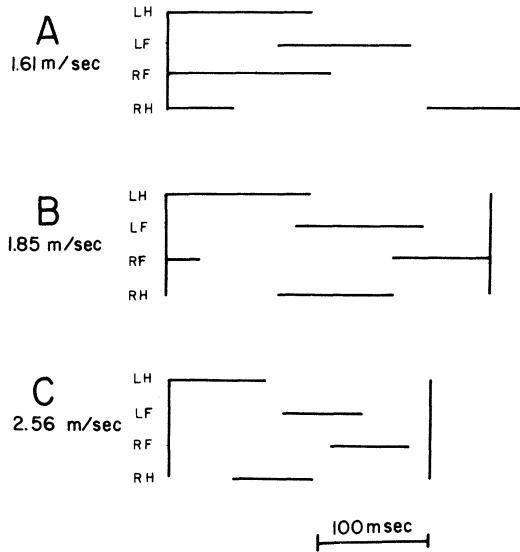 A
1.61 m/sec
LH
LF
RF
RH
B
1.85 m/sec
LH
LF
RF
RH
C
2.56 m/sec
LH
LF
RF
RH
100 msec